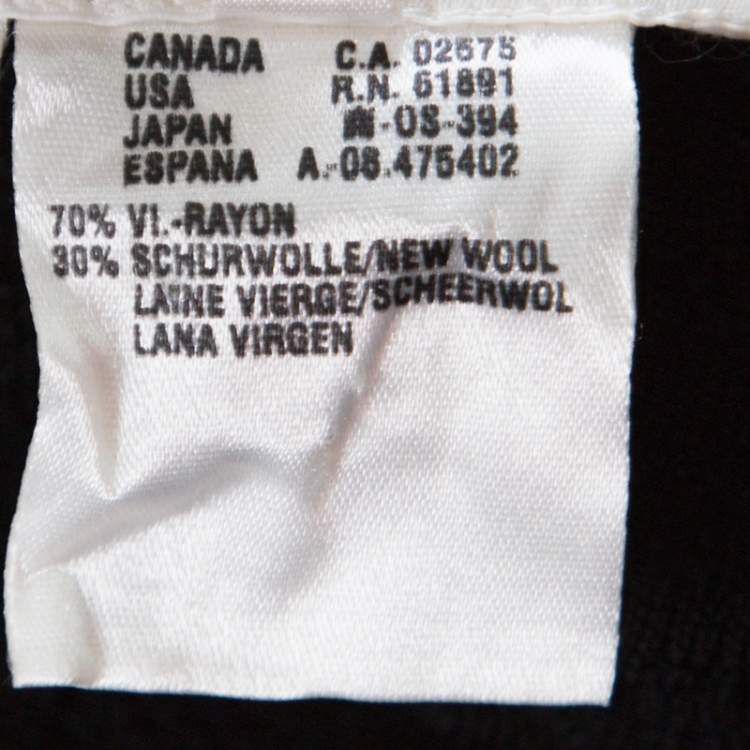 CANADA C.A. 02675
USA R.N. 61891
JAPAN -OS-394
ESPANA A.-08.475402
70% VI.-RAYON
30% SCHURWOLLE/NEW WOOL
LAINE VIERGE/SCHEERWOL
LANA VIRGEN